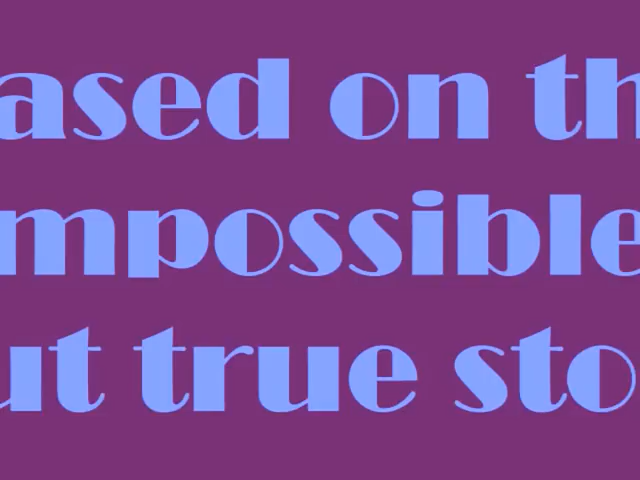 ased on th
mpossible
ut true sto